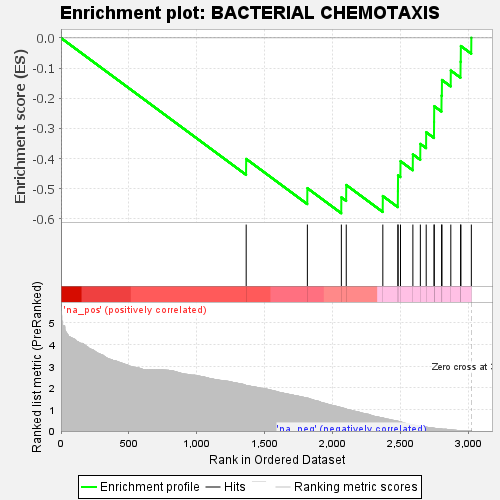 Enrichment plot: BACTERIAL CHEMOTAXIS
Enrichment score (ES)
0.0
-0.1
-0.2
-0.3
-0.4
-0.5
-0.6
'na_pos' (positively correlated)
Ranked list metric (PreRanked)
5
4
3
2
1
0
Zero cross at
'na_neg' (negatively correlated)
0
500
1,000
1,500
2,000
2,500
3,000
Rank in Ordered Dataset
Enrichment profile
Hits
Ranking metric scores